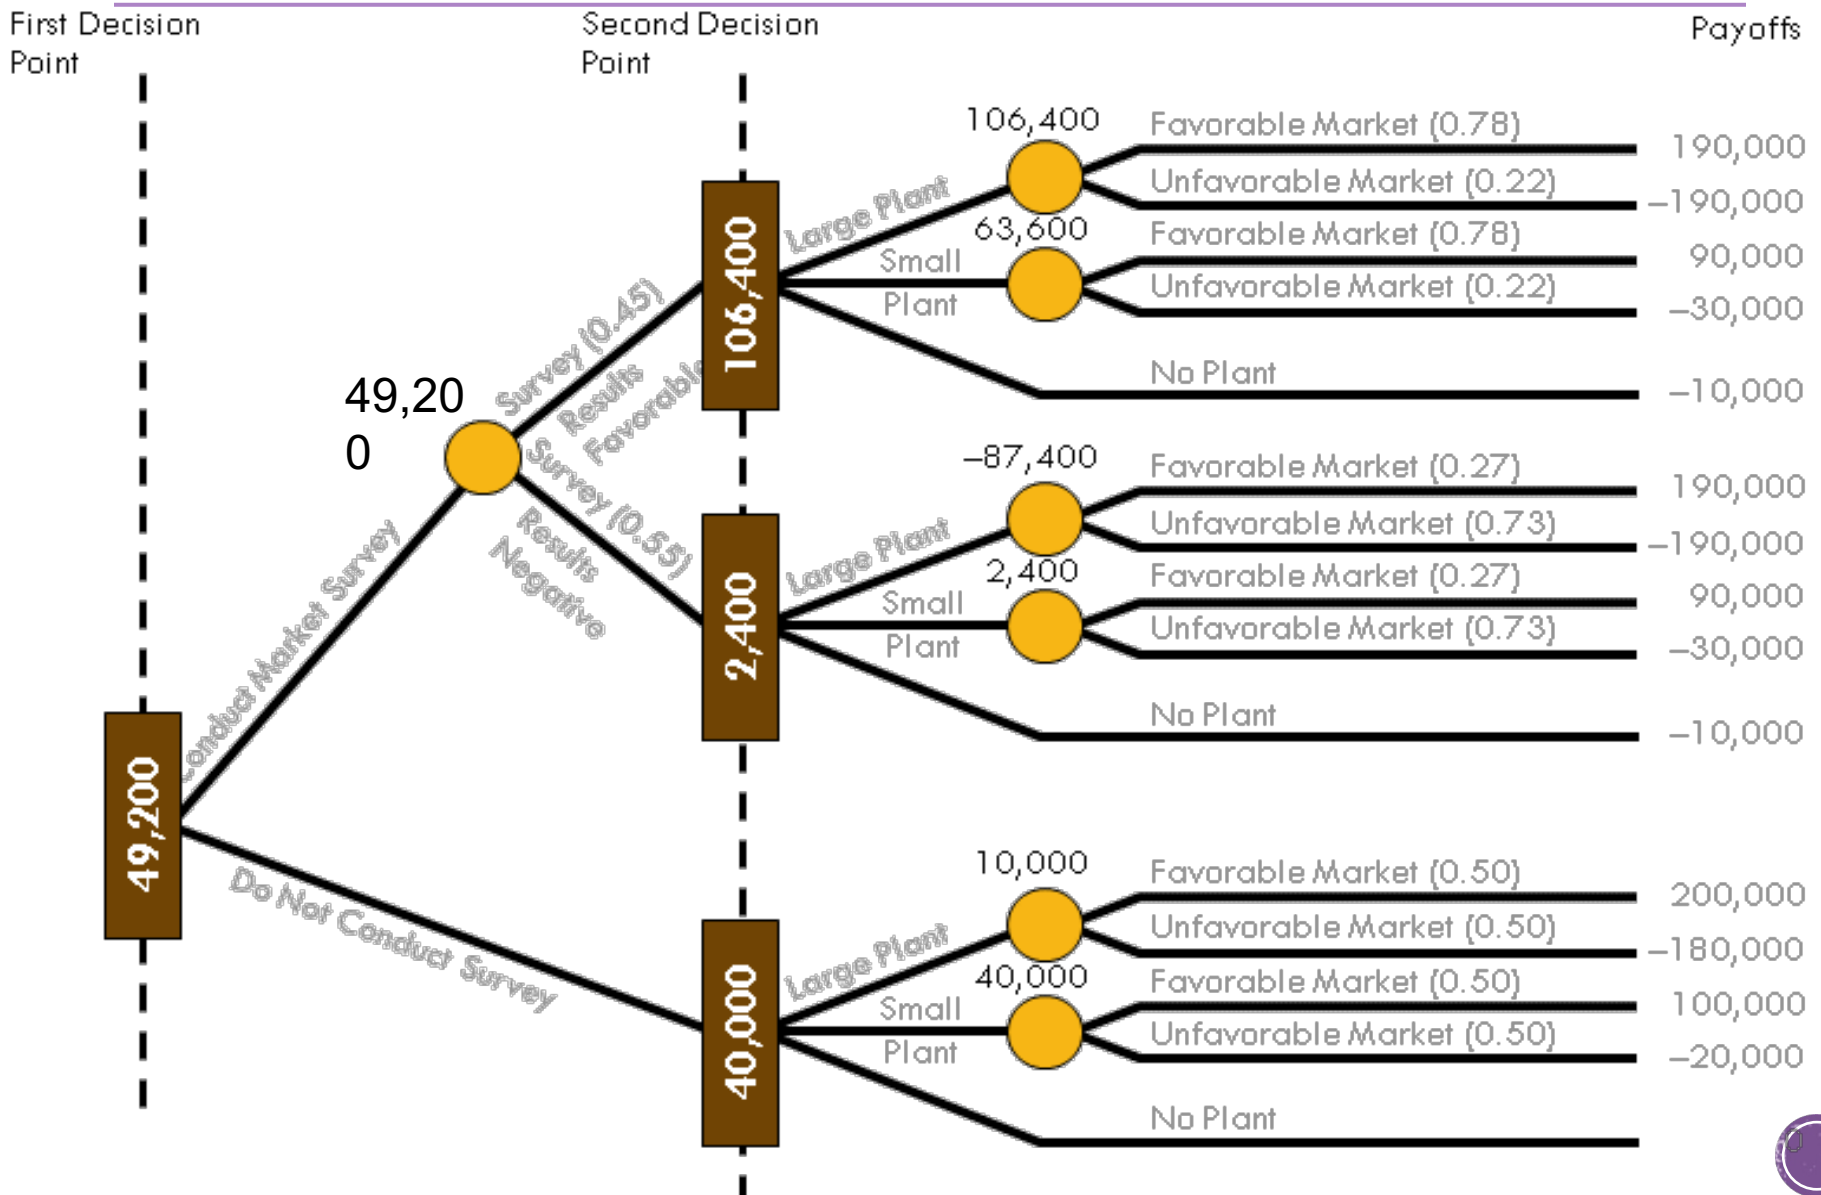 First Decision
Point
Second Decision
Point
Payoffs
106,400
Favorable Market (0.78)
190,000
Large Plant
Unfavorable Market (0.22)
–190,000
63,600
Favorable Market (0.78)
90,000
Small
Plant
Unfavorable Market (0.22)
–30,000
106,400
No Plant
–10,000
Survey (0.45)
Results
Favorable
49,20
0
Survey (0.55)
Results
Negative
–87,400
Favorable Market (0.27)
190,000
Large Plant
Unfavorable Market (0.73)
–190,000
2,400
Favorable Market (0.27)
90,000
Small
Plant
Unfavorable Market (0.73)
–30,000
2,400
No Plant
–10,000
Conduct Market Survey
49,200
Do Not Conduct Survey
10,000
Favorable Market (0.50)
200,000
Large Plant
Unfavorable Market (0.50)
–180,000
40,000
Favorable Market (0.50)
100,000
Small
Plant
Unfavorable Market (0.50)
–20,000
40,000
No Plant